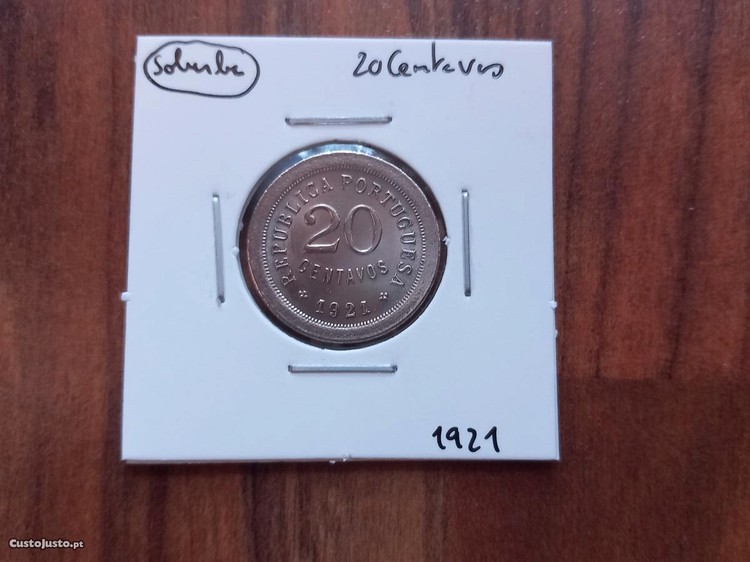 Soberba
20 Centavos
REPUBLICA PORTUGUESA
20
CENTAVOS
1921
1921
CustoJusto.pt